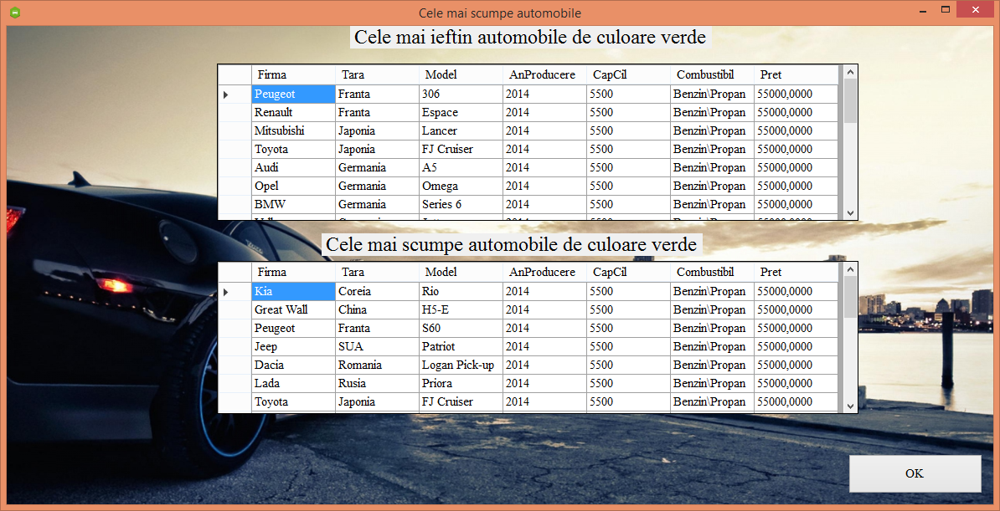 Cele mai scumpe automobile
Cele mai ieftin automobile de culoare verde
Firma Tara Model AnProducere CapCil Combustibil Pret
Peugeot Franta 306 2014 5500 Benzin\Propan 55000,0000
Renault Franta Espace 2014 5500 Benzin\Propan 55000,0000
Mitsubishi Japonia Lancer 2014 5500 Benzin\Propan 55000,0000
Toyota Japonia FJ Cruiser 2014 5500 Benzin\Propan 55000,0000
Audi Germania A5 2014 5500 Benzin\Propan 55000,0000
Opel Germania Omega 2014 5500 Benzin\Propan 55000,0000
BMW Germania Series 6 2014 5500 Benzin\Propan 55000,0000
Cele mai scumpe automobile de culoare verde
Firma Tara Model AnProducere CapCil Combustibil Pret
Kia Coreia Rio 2014 5500 Benzin\Propan 55000,0000
Great Wall China H5-E 2014 5500 Benzin\Propan 55000,0000
Peugeot Franta S60 2014 5500 Benzin\Propan 55000,0000
Jeep SUA Patriot 2014 5500 Benzin\Propan 55000,0000
Dacia Romania Logan Pick-up 2014 5500 Benzin\Propan 55000,0000
Lada Rusia Priora 2014 5500 Benzin\Propan 55000,0000
Toyota Japonia FJ Cruiser 2014 5500 Benzin\Propan 55000,0000
OK